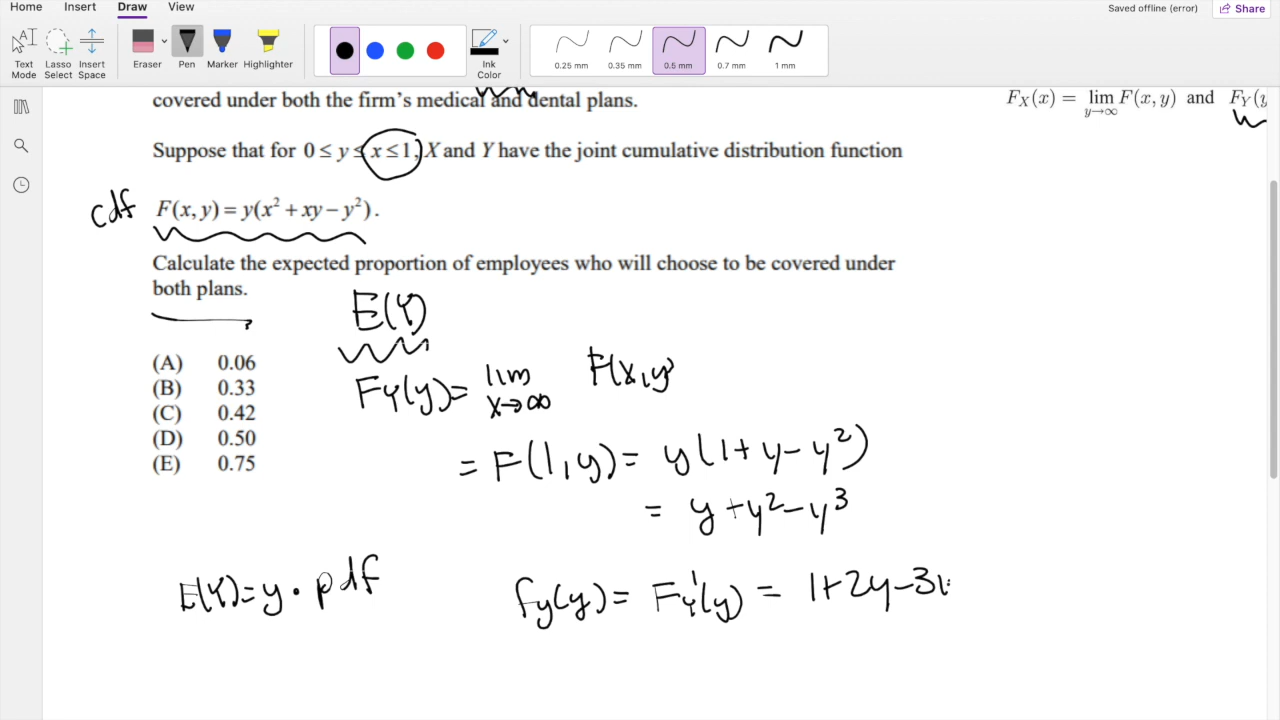 Home Insert Draw View
Saved offline (error) Share
Text Mode
Lasso Select
Insert Space
Eraser
Pen
Marker
Highlighter
Ink Color
0.25 mm
0.35 mm
0.5 mm
0.7 mm
1 mm
covered under both the firm's medical and dental plans.
F_X(x) = lim_{y→∞} F(x, y) and F_Y(y
Suppose that for 0 ≤ y ≤ x ≤ 1, X and Y have the joint cumulative distribution function
cdf F(x, y) = y(x² + xy − y²).
Calculate the expected proportion of employees who will choose to be covered under
both plans.
E(Y)
(A) 0.06
(B) 0.33
(C) 0.42
(D) 0.50
(E) 0.75
F_Y(y) = lim_{x→∞} F(x,y)
= F(1,y) = y(1+y−y²)
= y+y²−y³
E(Y) = y • pdf
f_y(y) = F_Y'(y) = 1+2y−3